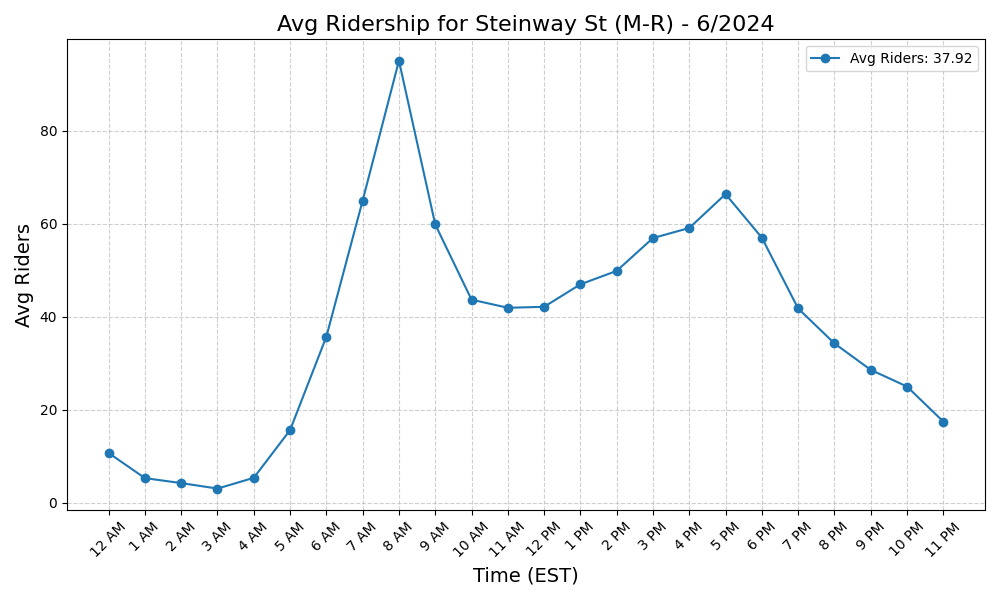 Avg Ridership for Steinway St (M-R) - 6/2024
Avg Riders: 37.92
Avg Riders
80
60
40
20
0
12 AM
1 AM
2 AM
3 AM
4 AM
5 AM
6 AM
7 AM
8 AM
9 AM
10 AM
11 AM
12 PM
1 PM
2 PM
3 PM
4 PM
5 PM
6 PM
7 PM
8 PM
9 PM
10 PM
11 PM
Time (EST)